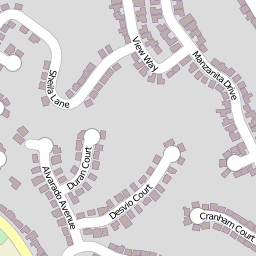 View Way
Manzanita Drive
Sheila Lane
Duran Court
Alvarado Avenue
Desvio Court
Cranham Court